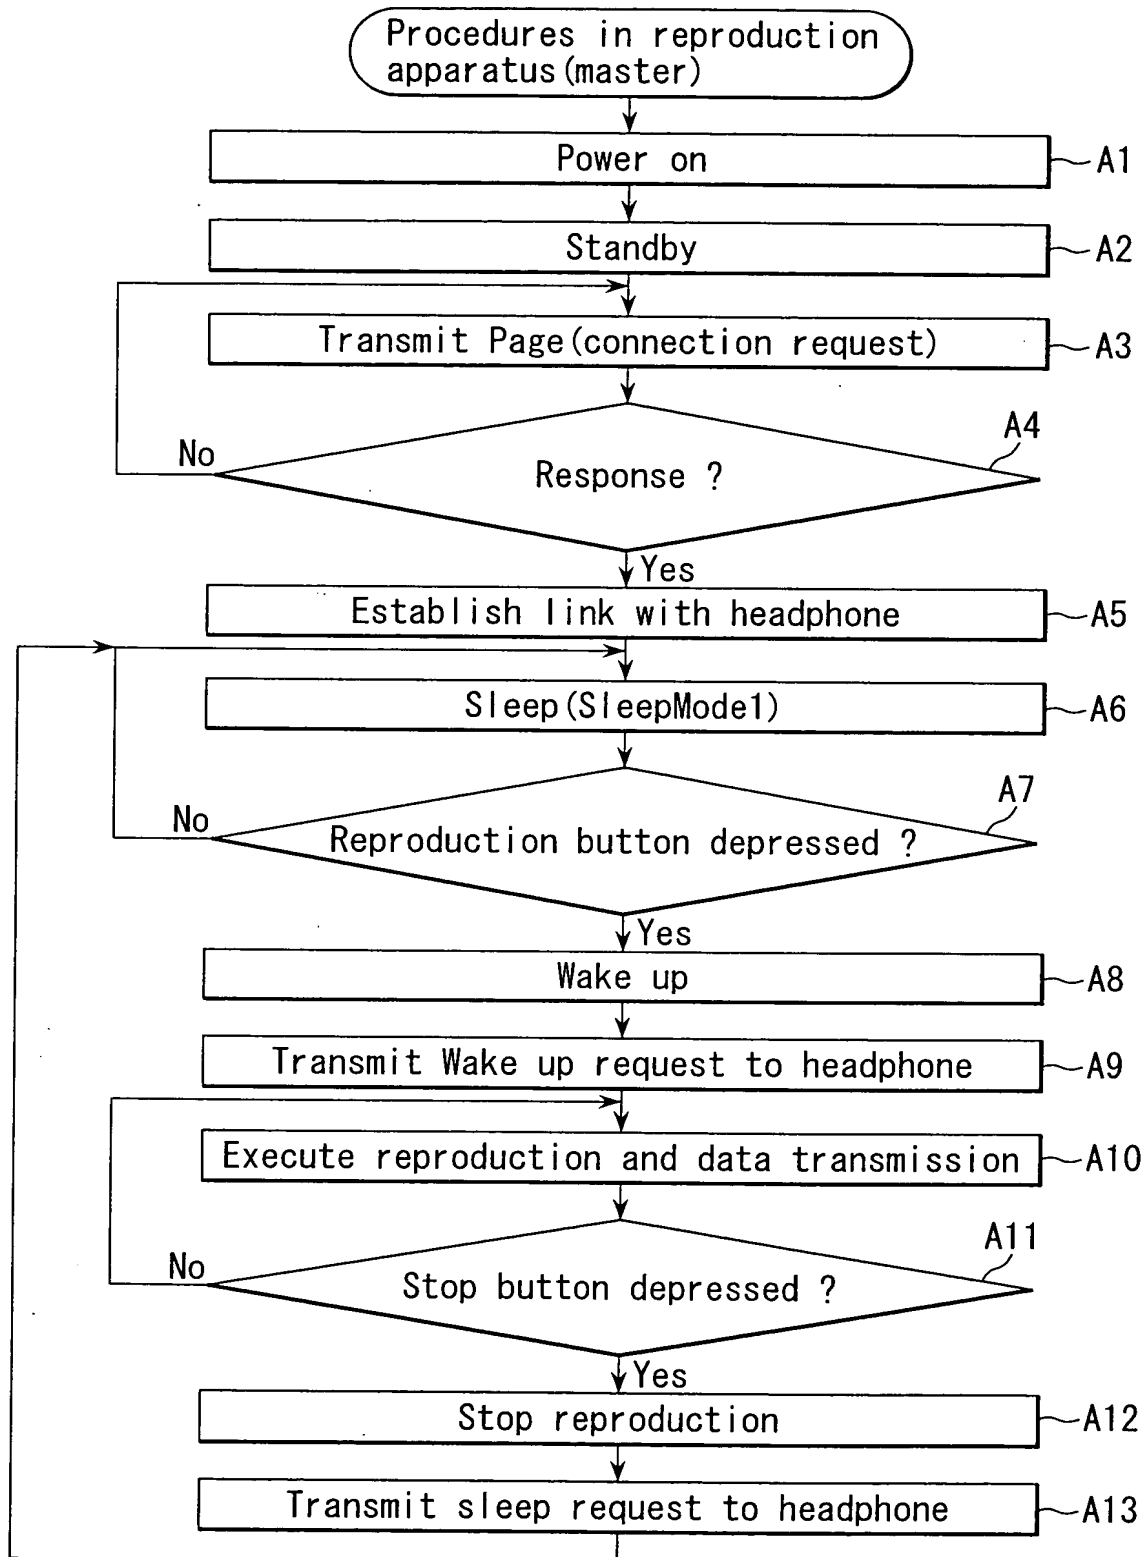 Procedures in reproduction
apparatus(master)
Power on
A1
Standby
A2
Transmit Page(connection request)
A3
A4
No
Response ?
Yes
Establish link with headphone
A5
Sleep(SleepMode1)
A6
A7
No
Reproduction button depressed ?
Yes
Wake up
A8
Transmit Wake up request to headphone
A9
Execute reproduction and data transmission
A10
A11
No
Stop button depressed ?
Yes
Stop reproduction
A12
Transmit sleep request to headphone
A13